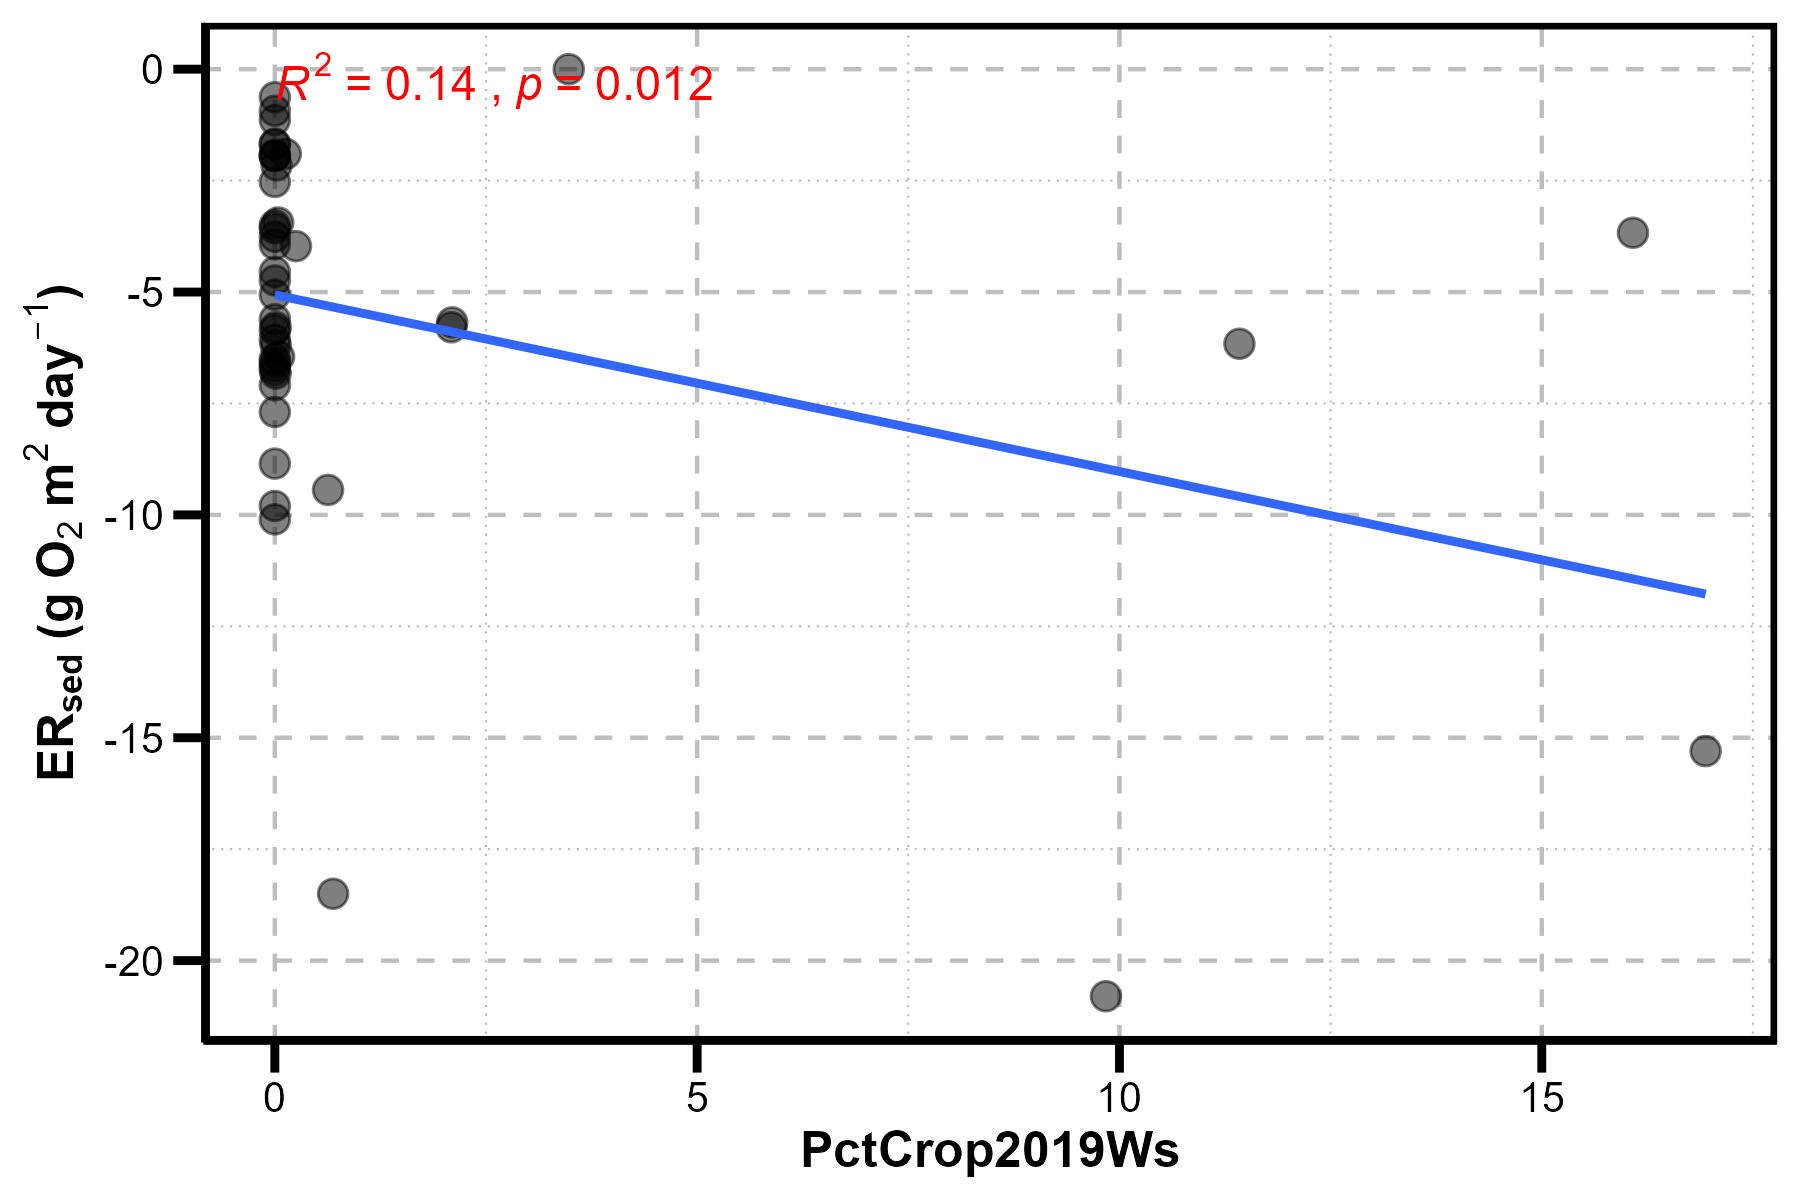 R² = 0.14 , p = 0.012
0
-5
-10
-15
-20
ERsed (g O₂ m² day⁻¹)
0 5 10 15
PctCrop2019Ws